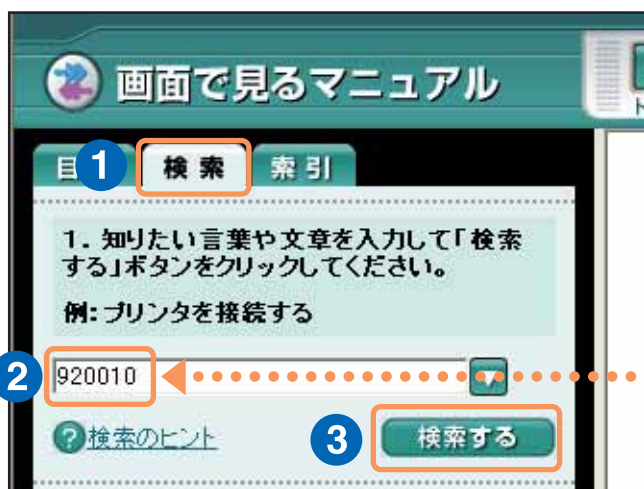 画面で見るマニュアル
目
1
検索
索引
1. 知りたい言葉や文章を入力して「検索
する」ボタンをクリックしてください。
例:プリンタを接続する
2
920010
?検索のヒント
3
検索する